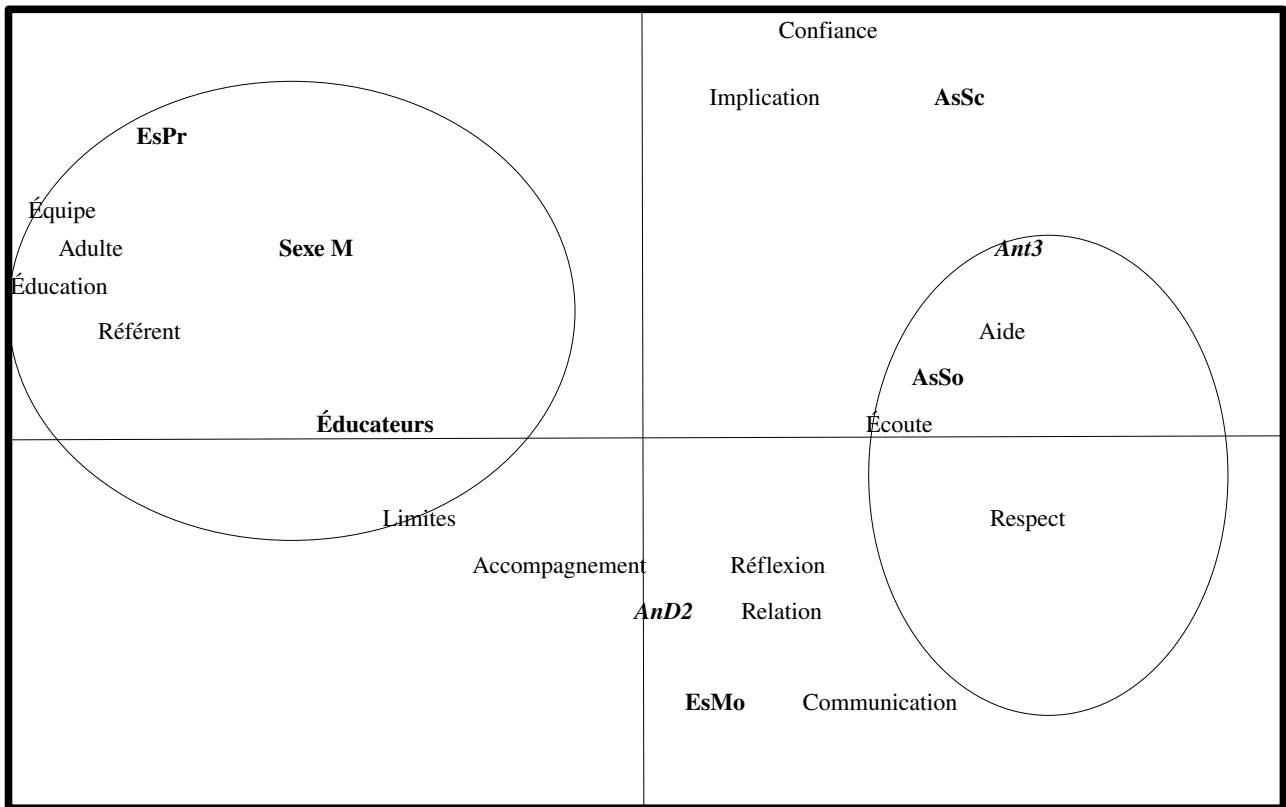 Confiance
Implication
AsSc
EsPr
Équipe
Adulte
Sexe M
Ant3
Éducation
Référent
Aide
AsSo
Éducateurs
Écoute
Limites
Respect
Accompagnement
Réflexion
AnD2
Relation
EsMo
Communication